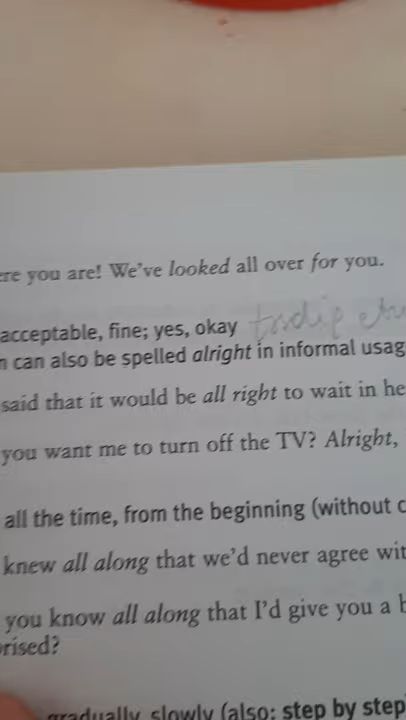 ere you are! We've looked all over for you.
acceptable, fine; yes, okay
n can also be spelled alright in informal usag
said that it would be all right to wait in he
you want me to turn off the TV? Alright,
all the time, from the beginning (without c
knew all along that we'd never agree wit
you know all along that I'd give you a b
rised?
gradually, slowly (also: step by step